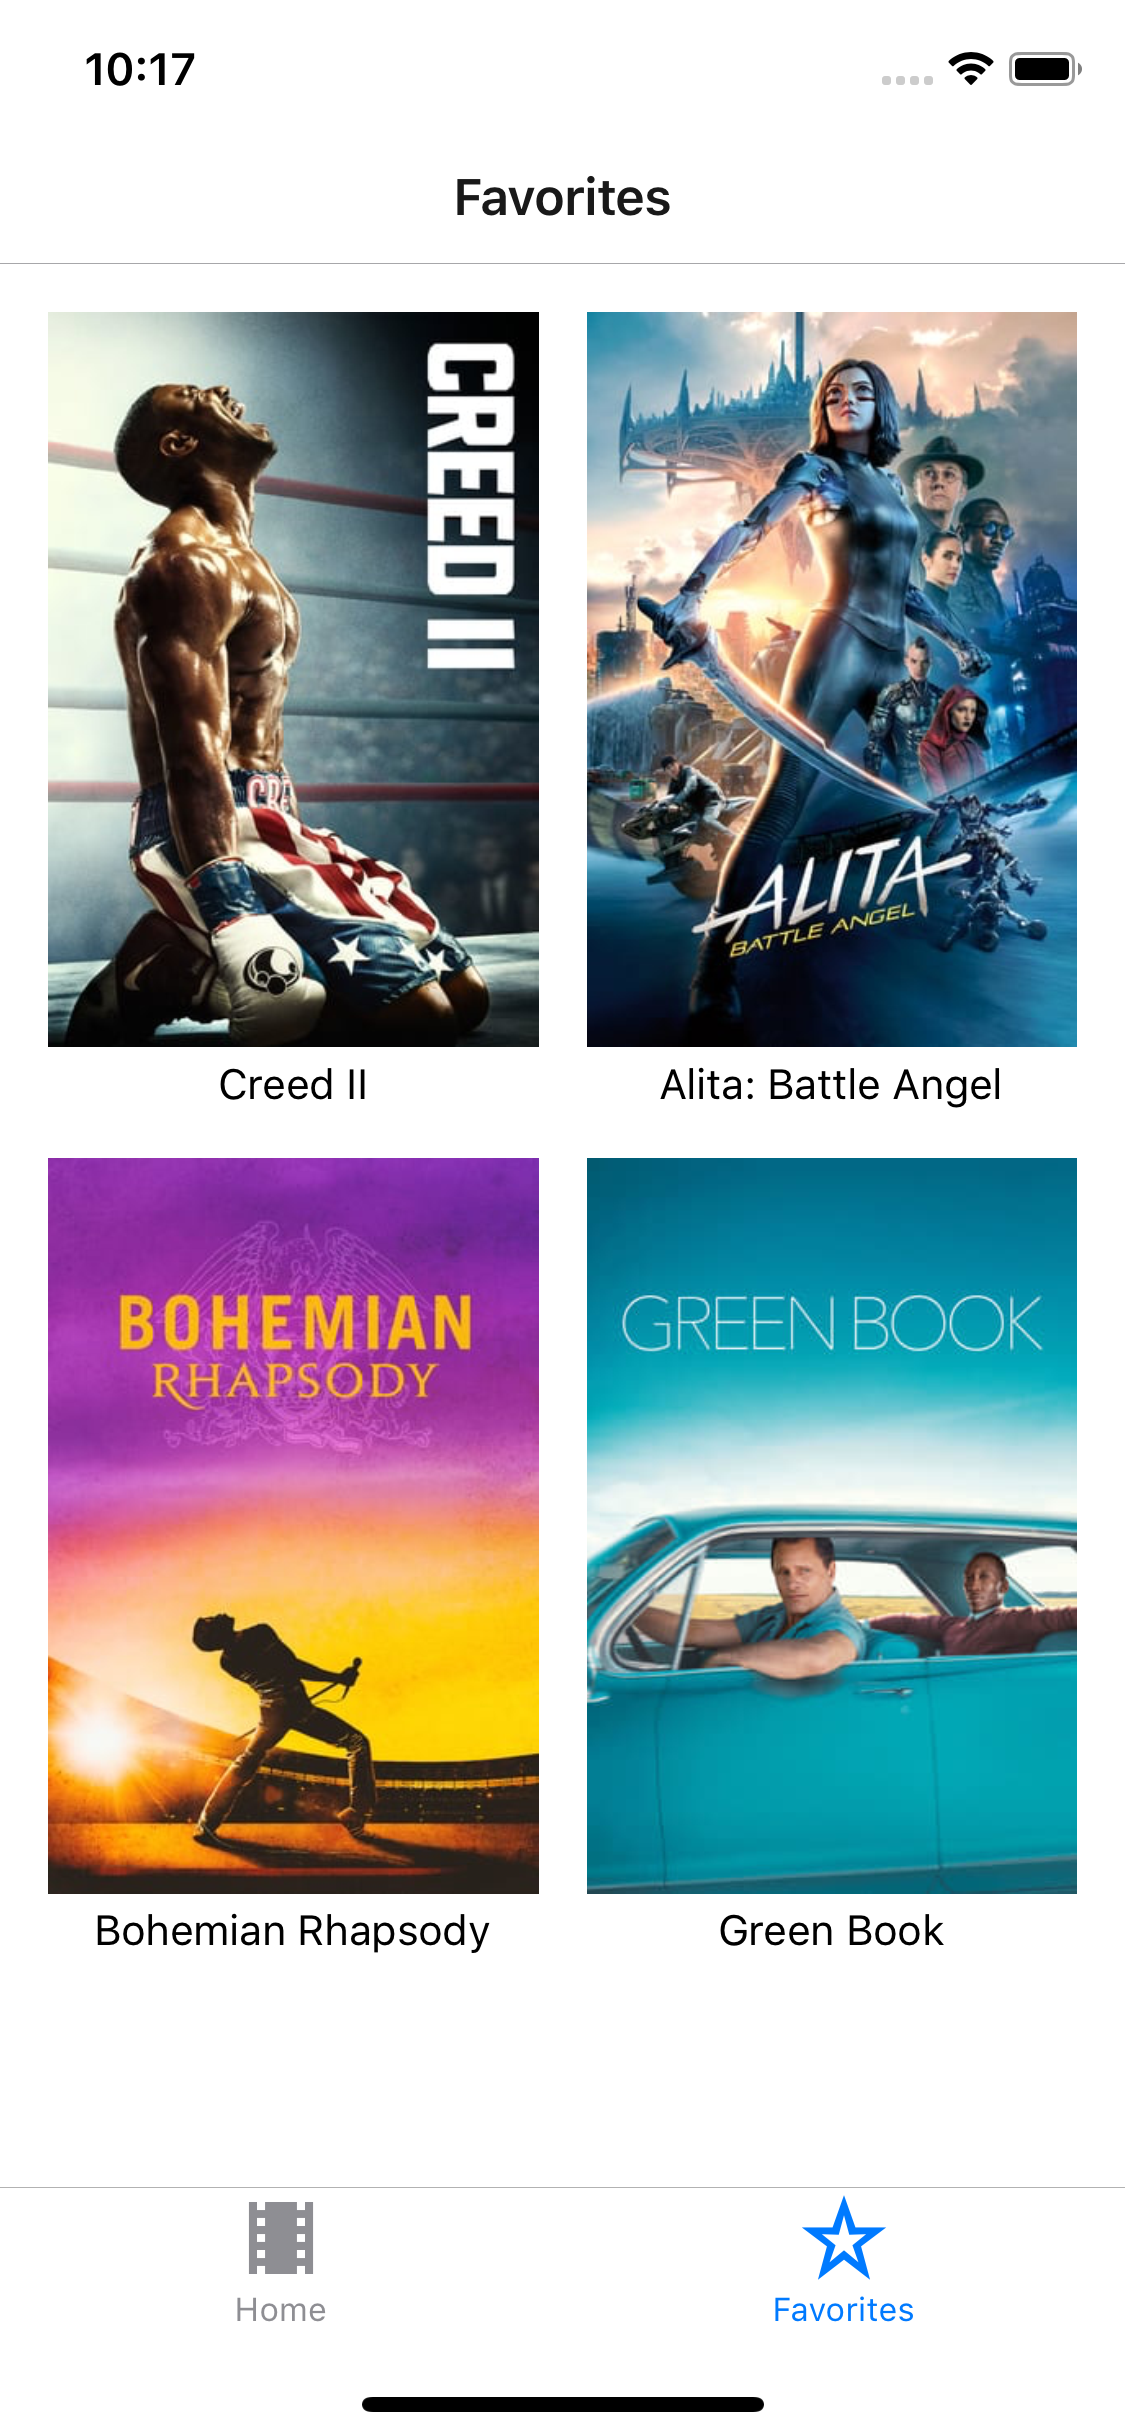 10:17
Favorites
CREED II
CRE
ALITA
BATTLE ANGEL
Creed II
Alita: Battle Angel
BOHEMIAN
RHAPSODY
GREEN BOOK
Bohemian Rhapsody
Green Book
Home
Favorites